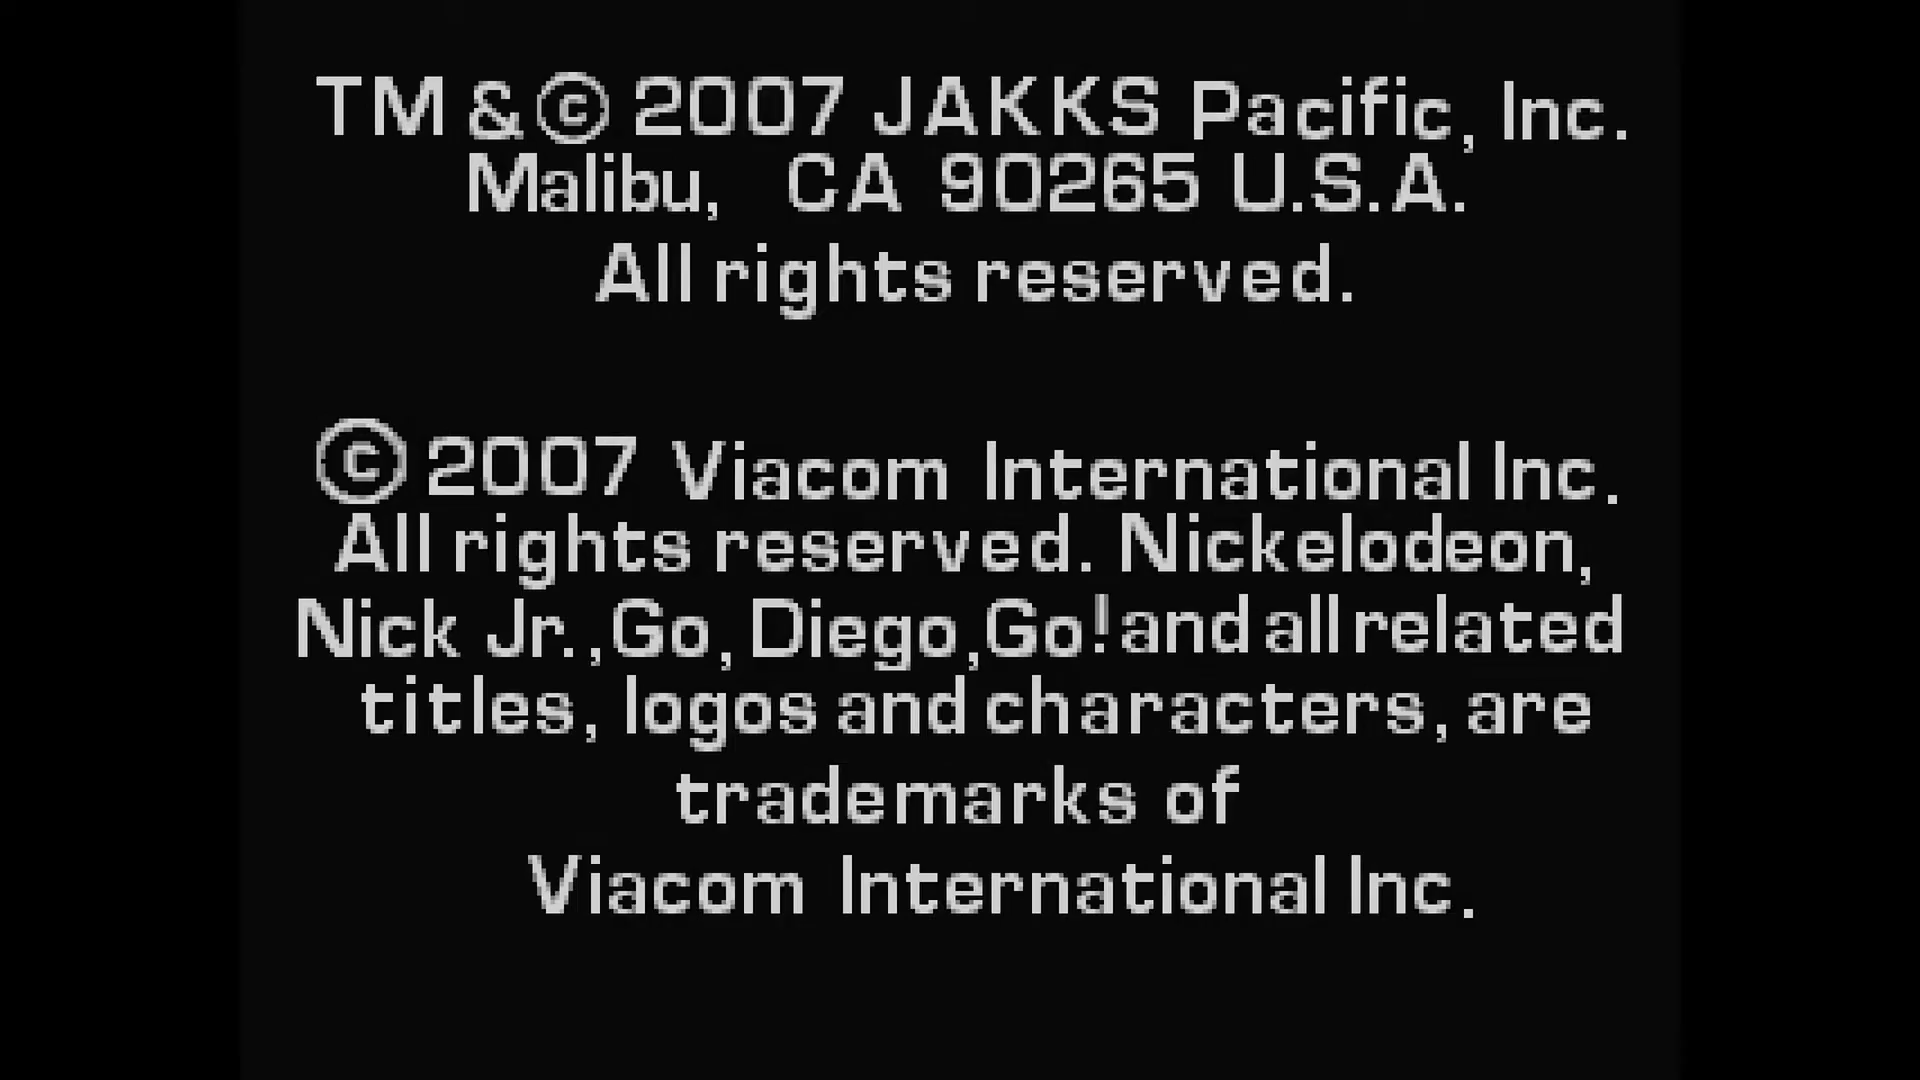 TM & © 2007 JAKKS Pacific, Inc.
Malibu, CA 90265 U.S.A.
All rights reserved.
© 2007 Viacom International Inc.
All rights reserved. Nickelodeon,
Nick Jr., Go, Diego, Go! and all related
titles, logos and characters, are
trademarks of
Viacom International Inc.